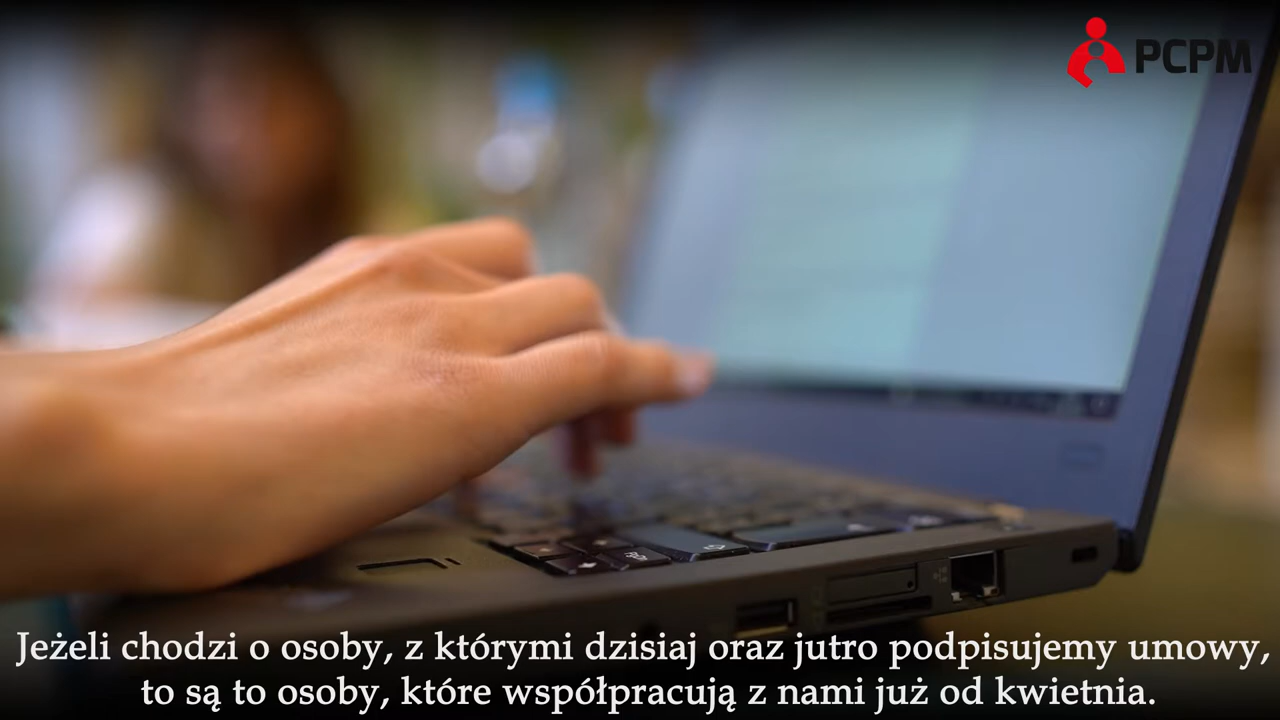 PCPM
Jeżeli chodzi o osoby, z którymi dzisiaj oraz jutro podpisujemy umowy,
to są to osoby, które współpracują z nami już od kwietnia.